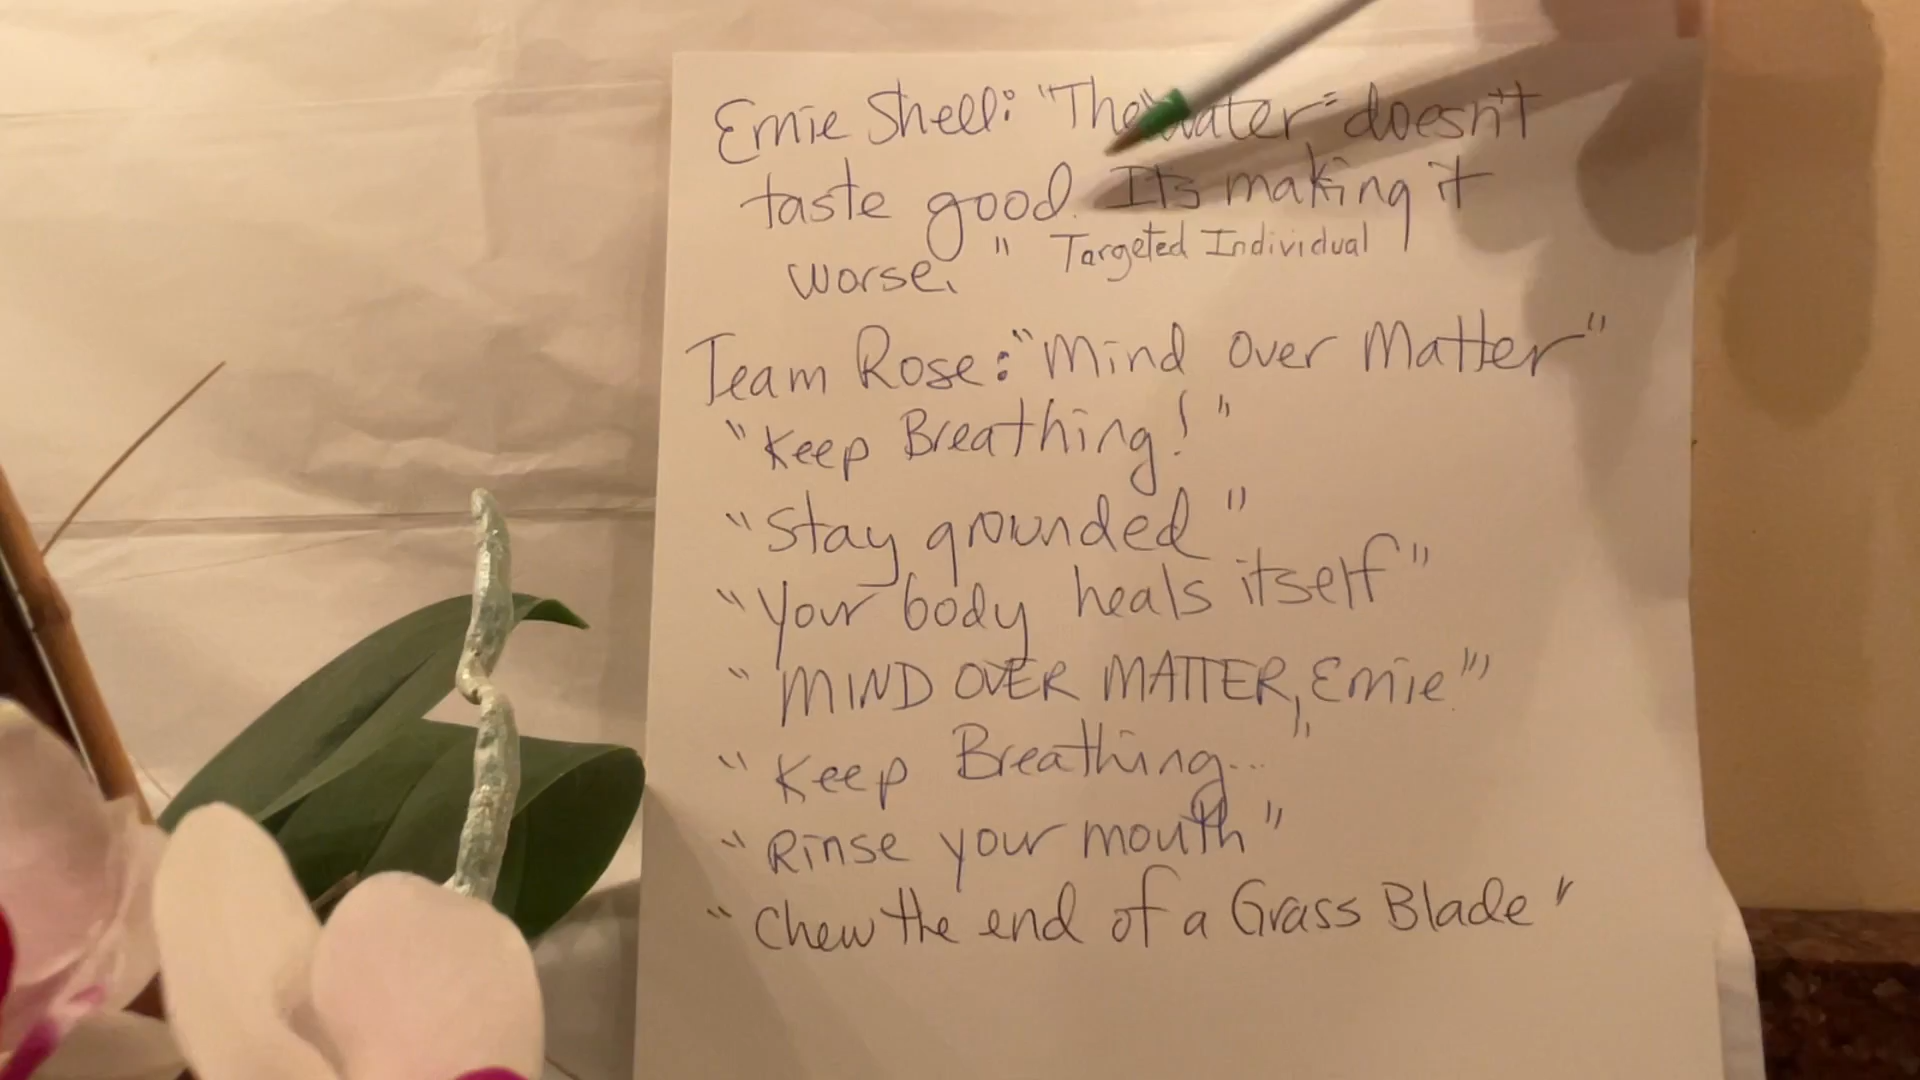 Ernie Shell: "The "water" doesn't
taste good. It's making it
worse." Targeted Individual
Team Rose: "Mind Over Matter"
"Keep Breathing!"
"Stay grounded"
"Your body heals itself"
"MIND OVER MATTER, Ernie""
"Keep Breathing..."
"Rinse your mouth"
"Chew the end of a Grass Blade"